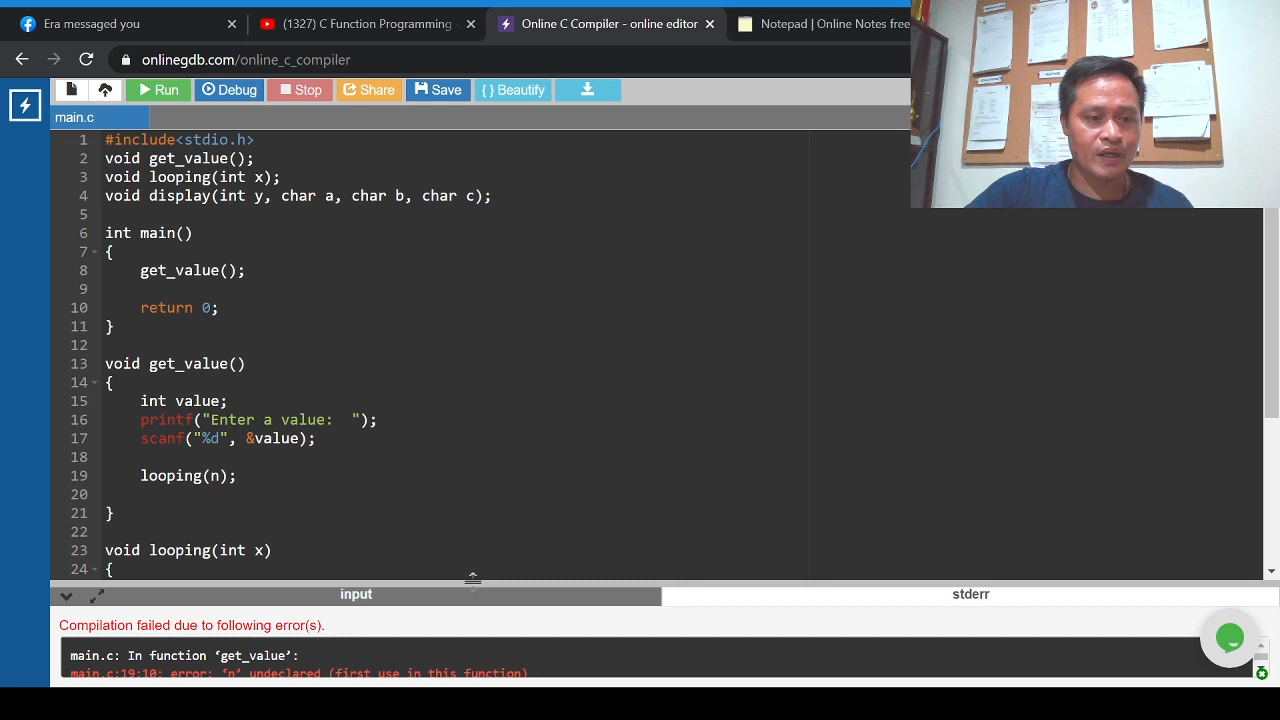 Era messaged you
(1327) C Function Programming
Online C Compiler - online editor
Notepad | Online Notes free
onlinegdb.com/online_c_compiler
Run
Debug
Stop
Share
Save
{ } Beautify
main.c
1 #include<stdio.h>
2 void get_value();
3 void looping(int x);
4 void display(int y, char a, char b, char c);
5
6 int main()
7 {
8 get_value();
9
10 return 0;
11 }
12
13 void get_value()
14 {
15 int value;
16 printf("Enter a value:  ");
17 scanf("%d", &value);
18
19 looping(n);
20
21 }
22
23 void looping(int x)
24 {
input
stderr
Compilation failed due to following error(s).
main.c: In function ‘get_value’:
main.c:19:10: error: ‘n’ undeclared (first use in this function)